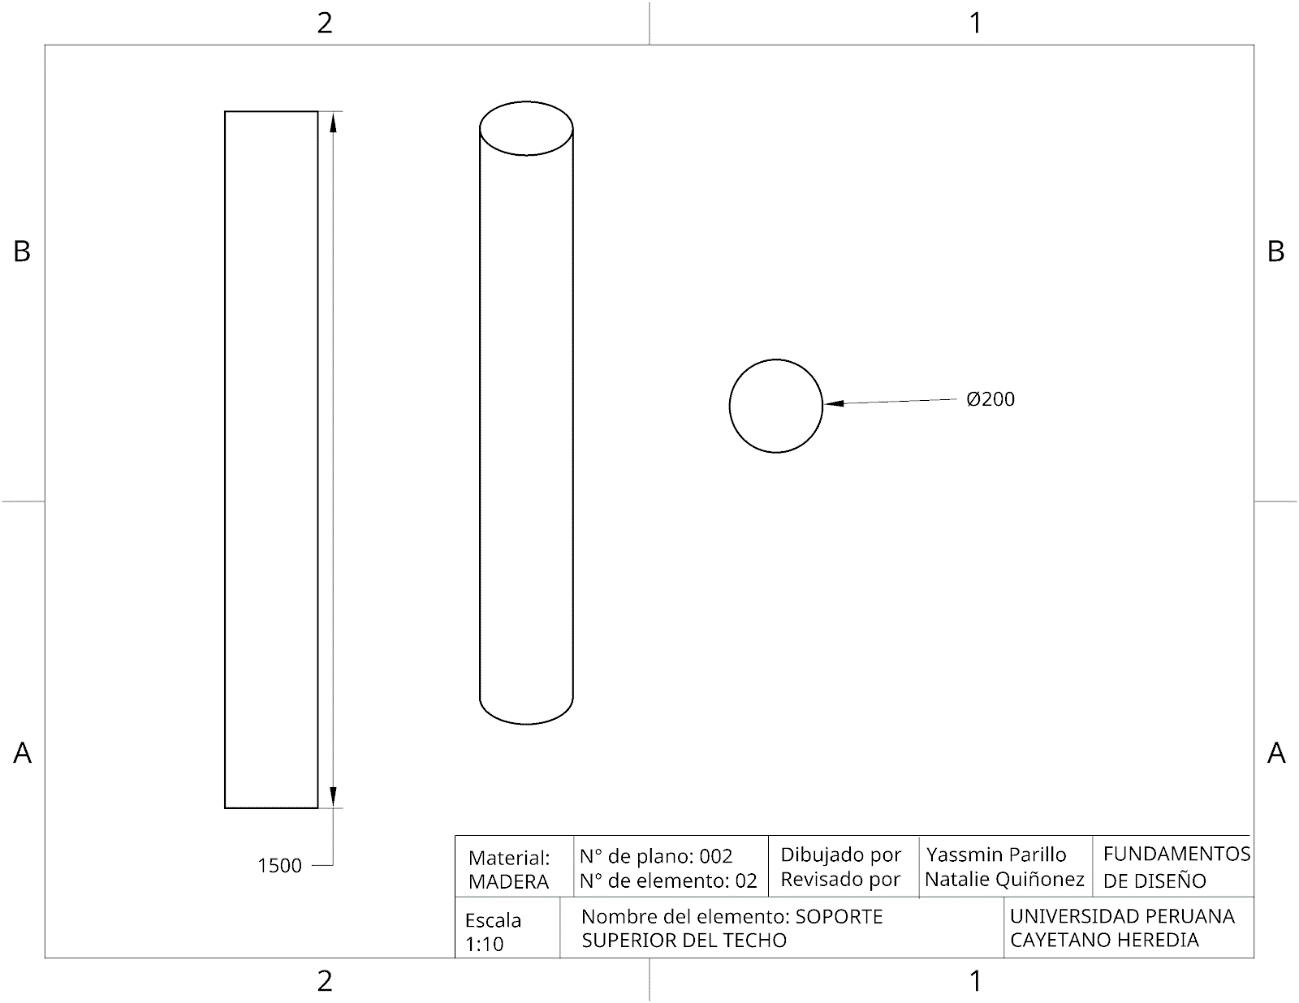 2
1
B
B
Ø200
A
A
1500
Material:
MADERA
N° de plano: 002
N° de elemento: 02
Dibujado por
Revisado por
Yassmin Parillo
Natalie Quiñonez
FUNDAMENTOS
DE DISEÑO
Escala
1:10
Nombre del elemento: SOPORTE
SUPERIOR DEL TECHO
UNIVERSIDAD PERUANA
CAYETANO HEREDIA
2
1